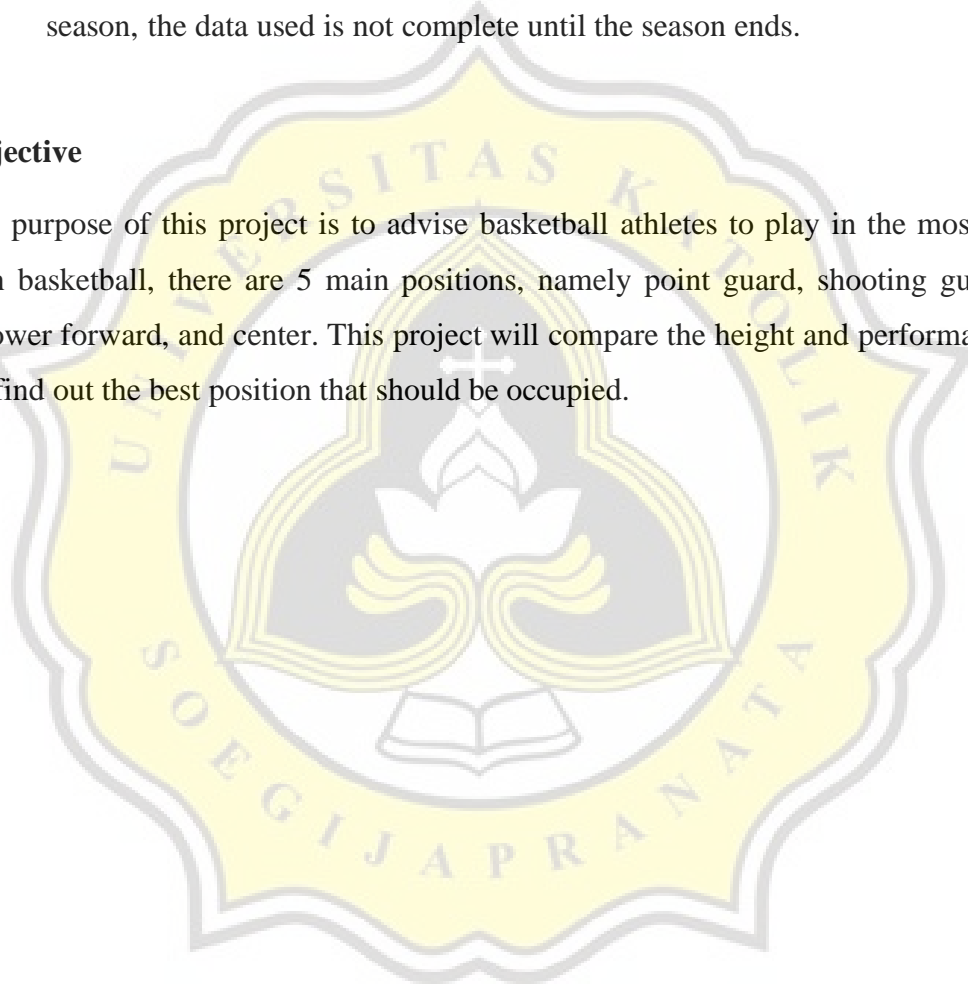 season, the data used is not complete until the season ends.
jective
purpose of this project is to advise basketball athletes to play in the mos
basketball, there are 5 main positions, namely point guard, shooting gu
ower forward, and center. This project will compare the height and performa
find out the best position that should be occupied.
UNIVERSITAS KATOLIK
SOEGIJAPRANATA